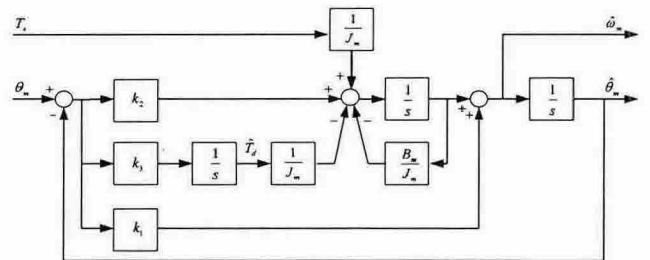 T_s
1/J_m
ω̂_m
θ_m
+
−
k_2
+
+
−
−
1/s
+
+
1/s
θ̂_m
k_3
1/s
T̂_d
1/J_m
B_m/J_m
k_1